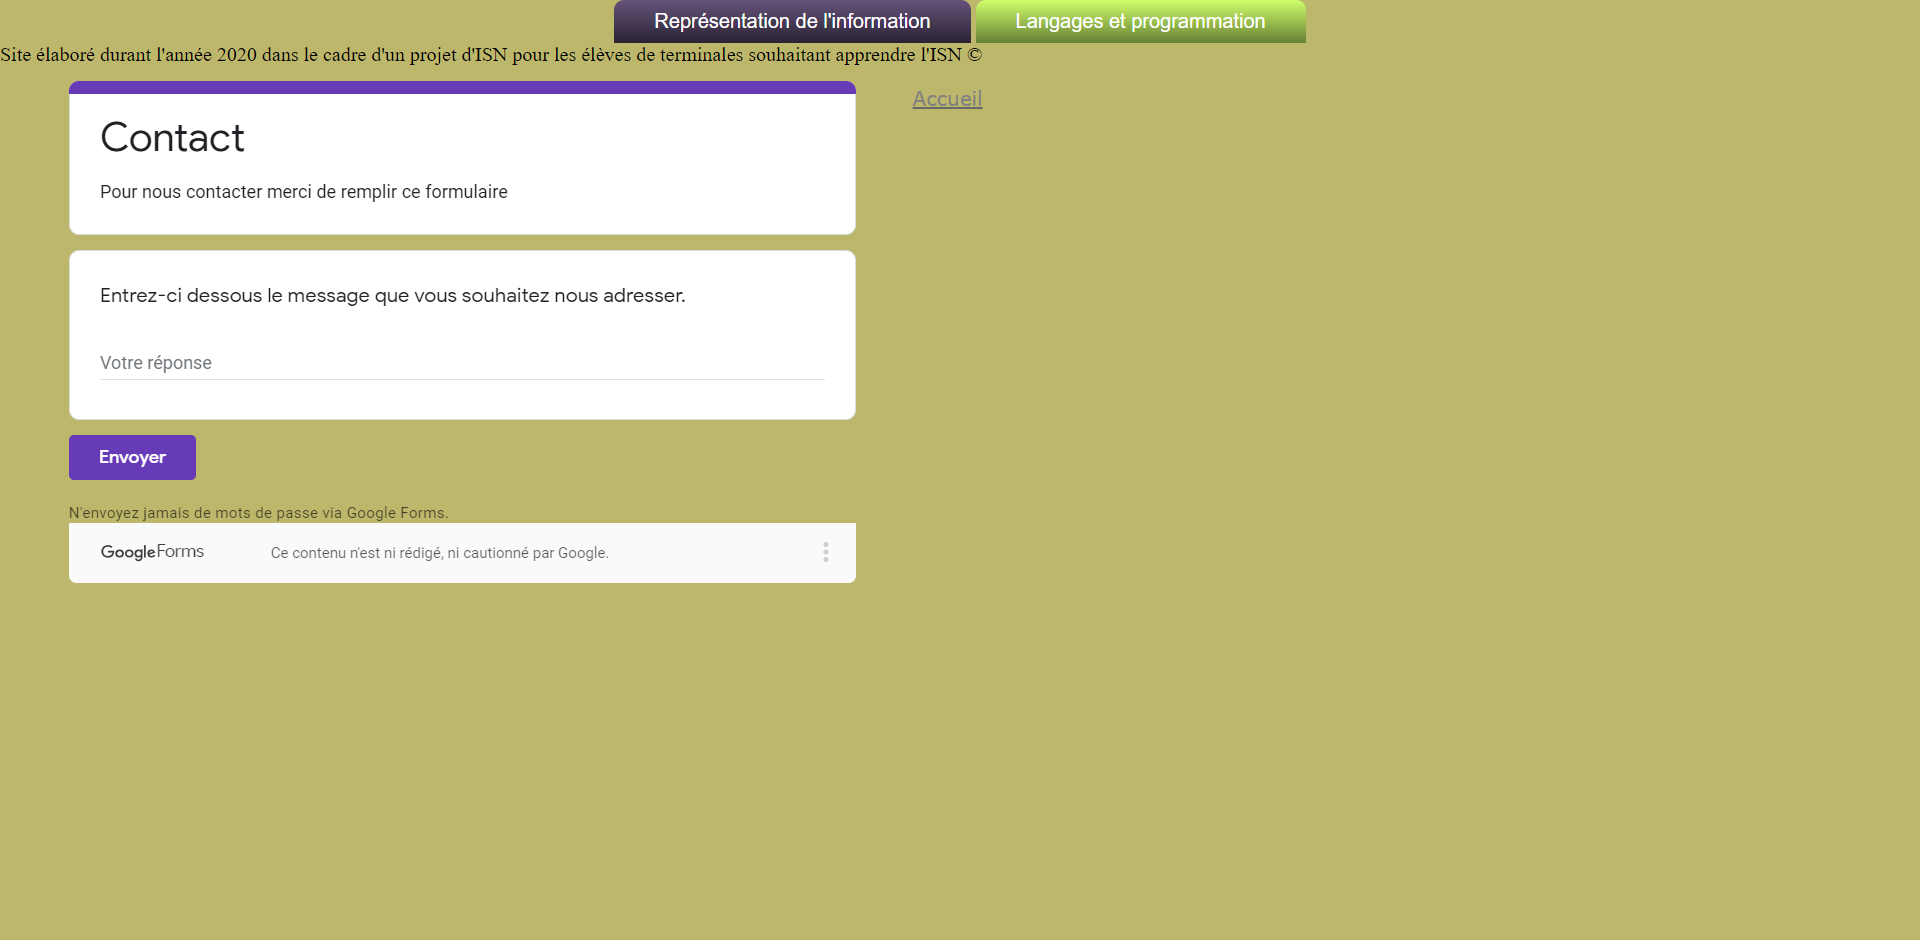 Représentation de l'information
Langages et programmation
Site élaboré durant l'année 2020 dans le cadre d'un projet d'ISN pour les élèves de terminales souhaitant apprendre l'ISN ©
Accueil
Contact
Pour nous contacter merci de remplir ce formulaire
Entrez-ci dessous le message que vous souhaitez nous adresser.
Votre réponse
Envoyer
N'envoyez jamais de mots de passe via Google Forms.
Google Forms
Ce contenu n'est ni rédigé, ni cautionné par Google.